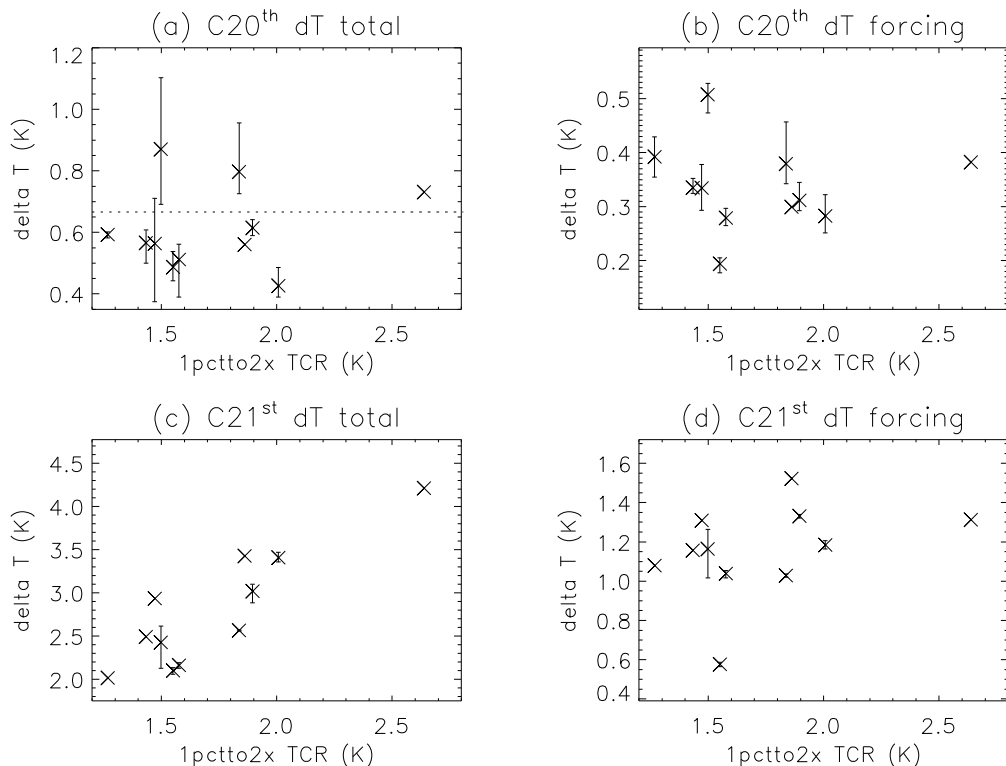 (a) C20th dT total
1.2
1.0
0.8
0.6
0.4
delta T (K)
1.5 2.0 2.5
1pctto2x TCR (K)
(b) C20th dT forcing
0.5
0.4
0.3
0.2
delta T (K)
1.5 2.0 2.5
1pctto2x TCR (K)
(c) C21st dT total
4.5
4.0
3.5
3.0
2.5
2.0
delta T (K)
1.5 2.0 2.5
1pctto2x TCR (K)
(d) C21st dT forcing
1.6
1.4
1.2
1.0
0.8
0.6
0.4
delta T (K)
1.5 2.0 2.5
1pctto2x TCR (K)